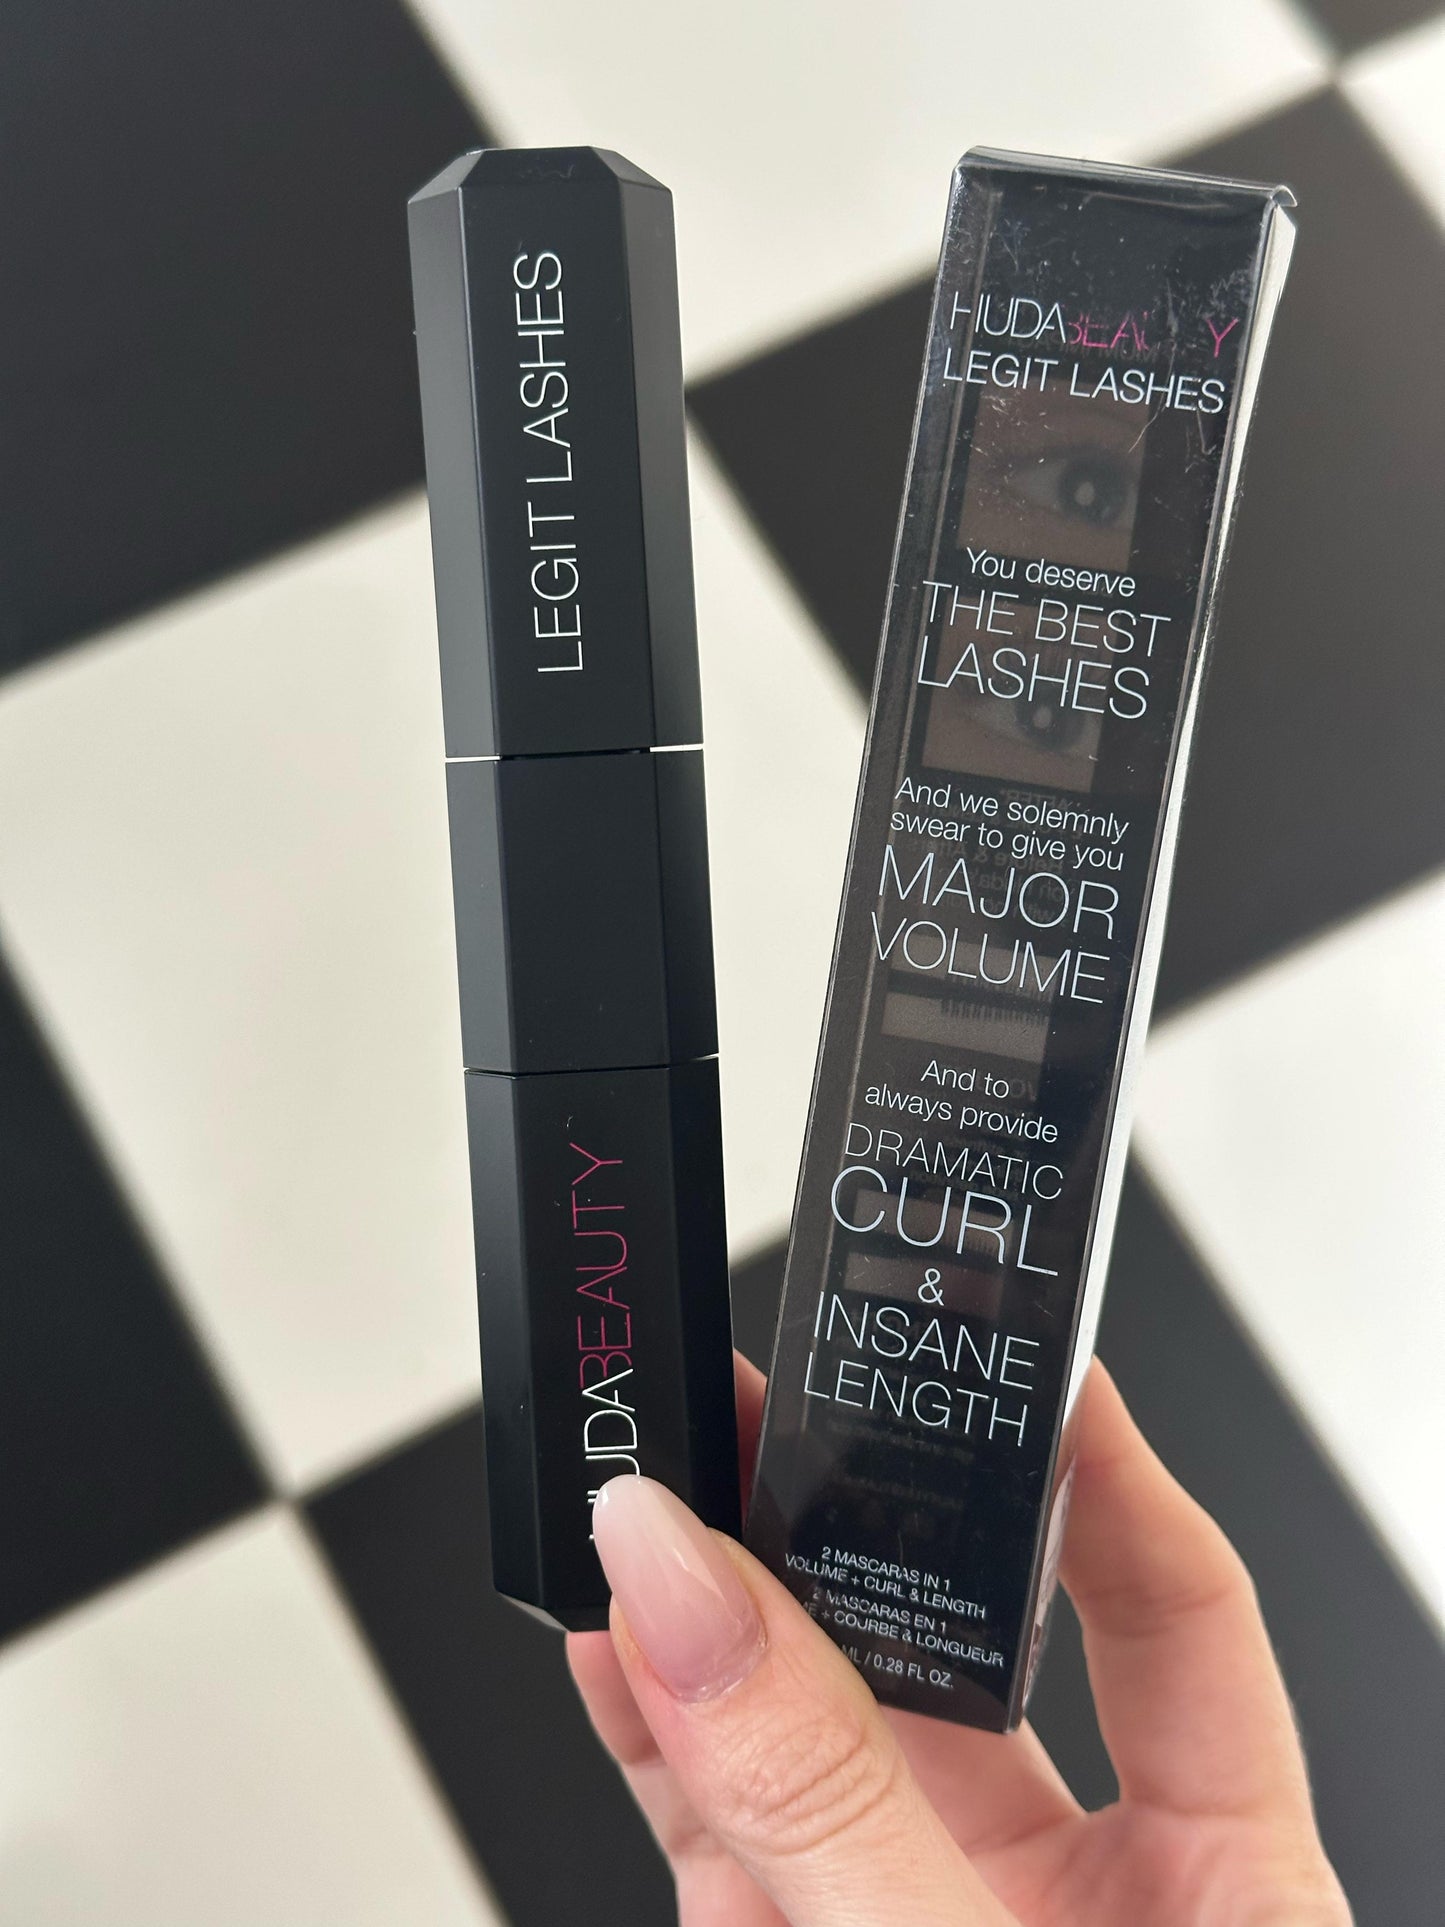 LEGIT LASHES
HUDABEAUTY
HUDABEAUTY
LEGIT LASHES
You deserve
THE BEST
LASHES
And we solemnly
swear to give you
MAJOR
VOLUME
And to
always provide
DRAMATIC
CURL
&
INSANE
LENGTH
2 MASCARAS IN 1
VOLUME + CURL & LENGTH
2 MASCARAS EN 1
+ COURBE & LONGUEUR
ML / 0.28 FL OZ.